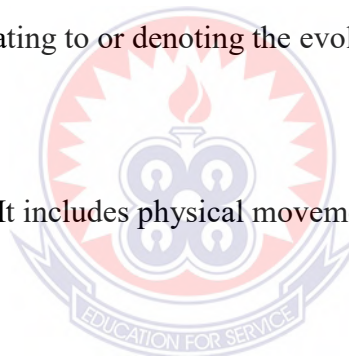 ating to or denoting the evol
It includes physical movem
EDUCATION FOR SERVICE